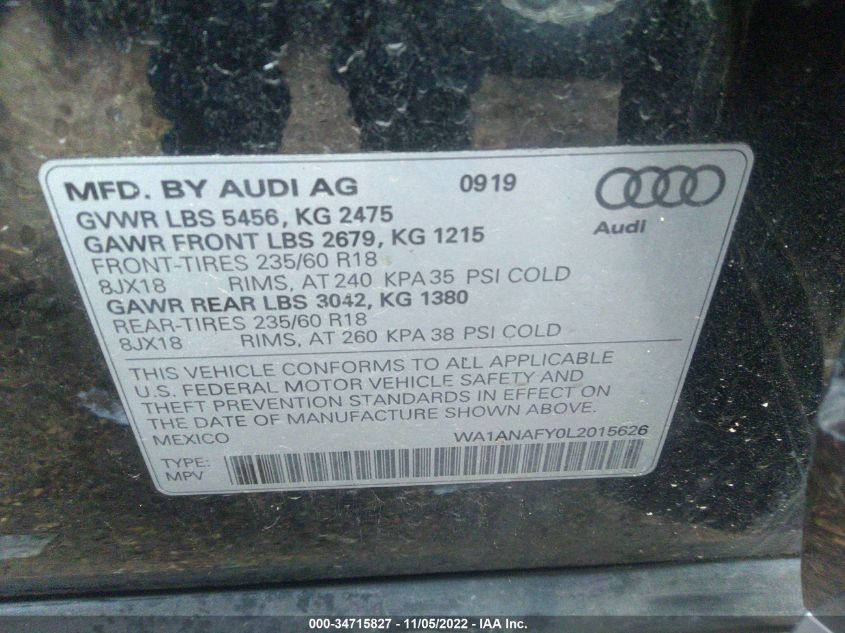 MFD. BY AUDI AG 0919
Audi
GVWR LBS 5456, KG 2475
GAWR FRONT LBS 2679, KG 1215
FRONT-TIRES 235/60 R18
8JX18 RIMS, AT 240 KPA 35 PSI COLD
GAWR REAR LBS 3042, KG 1380
REAR-TIRES 235/60 R18
8JX18 RIMS, AT 260 KPA 38 PSI COLD
THIS VEHICLE CONFORMS TO ALL APPLICABLE
U.S. FEDERAL MOTOR VEHICLE SAFETY AND
THEFT PREVENTION STANDARDS IN EFFECT ON
THE DATE OF MANUFACTURE SHOWN ABOVE.
MEXICO WA1ANAFY0L2015626
TYPE:
MPV
000-34715827 - 11/05/2022 - IAA Inc.